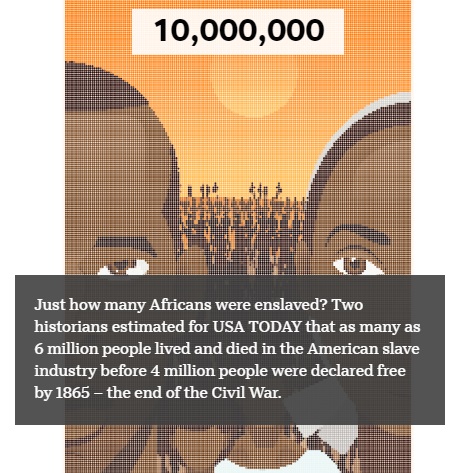 10,000,000
Just how many Africans were enslaved? Two
historians estimated for USA TODAY that as many as
6 million people lived and died in the American slave
industry before 4 million people were declared free
by 1865 – the end of the Civil War.